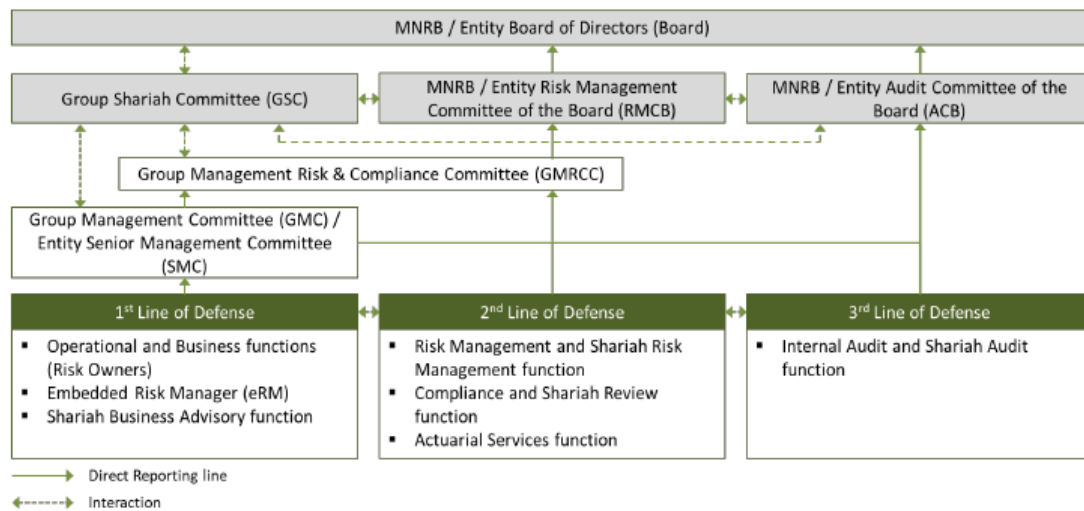 MNRB / Entity Board of Directors (Board)
Group Shariah Committee (GSC)
MNRB / Entity Risk Management
Committee of the Board (RMCB)
MNRB / Entity Audit Committee of the
Board (ACB)
Group Management Risk & Compliance Committee (GMRCC)
Group Management Committee (GMC) /
Entity Senior Management Committee
(SMC)
1st Line of Defense
▪ Operational and Business functions
(Risk Owners)
▪ Embedded Risk Manager (eRM)
▪ Shariah Business Advisory function
2nd Line of Defense
▪ Risk Management and Shariah Risk
Management function
▪ Compliance and Shariah Review
function
▪ Actuarial Services function
3rd Line of Defense
▪ Internal Audit and Shariah Audit
function
Direct Reporting line
Interaction